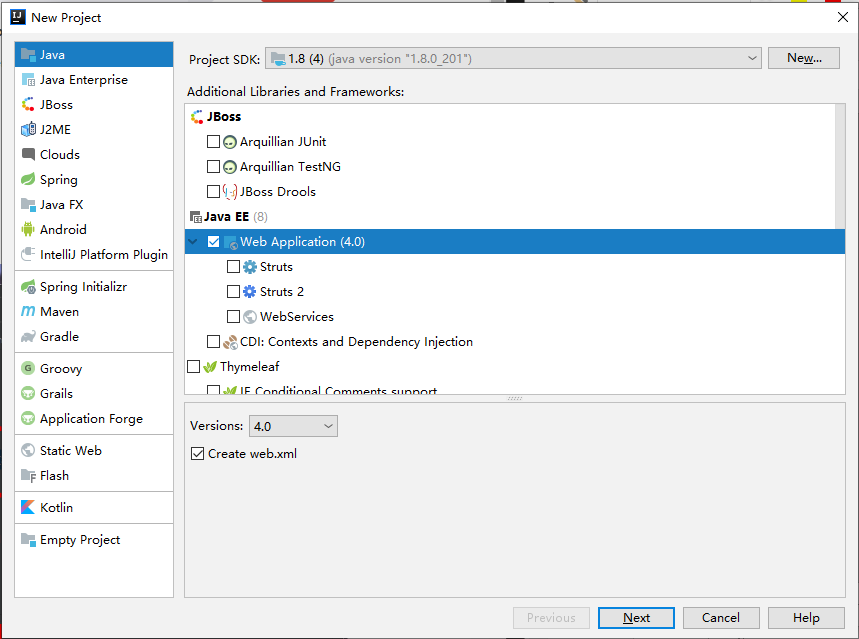 New Project
Java
Java Enterprise
JBoss
J2ME
Clouds
Spring
Java FX
Android
IntelliJ Platform Plugin
Spring Initializr
Maven
Gradle
Groovy
Grails
Application Forge
Static Web
Flash
Kotlin
Empty Project
Project SDK: 1.8 (4) (java version "1.8.0_201") New...
Additional Libraries and Frameworks:
JBoss
Arquillian JUnit
Arquillian TestNG
JBoss Drools
Java EE (8)
Web Application (4.0)
Struts
Struts 2
WebServices
CDI: Contexts and Dependency Injection
Thymeleaf
IE Conditional Comments support
Versions: 4.0
Create web.xml
Previous Next Cancel Help